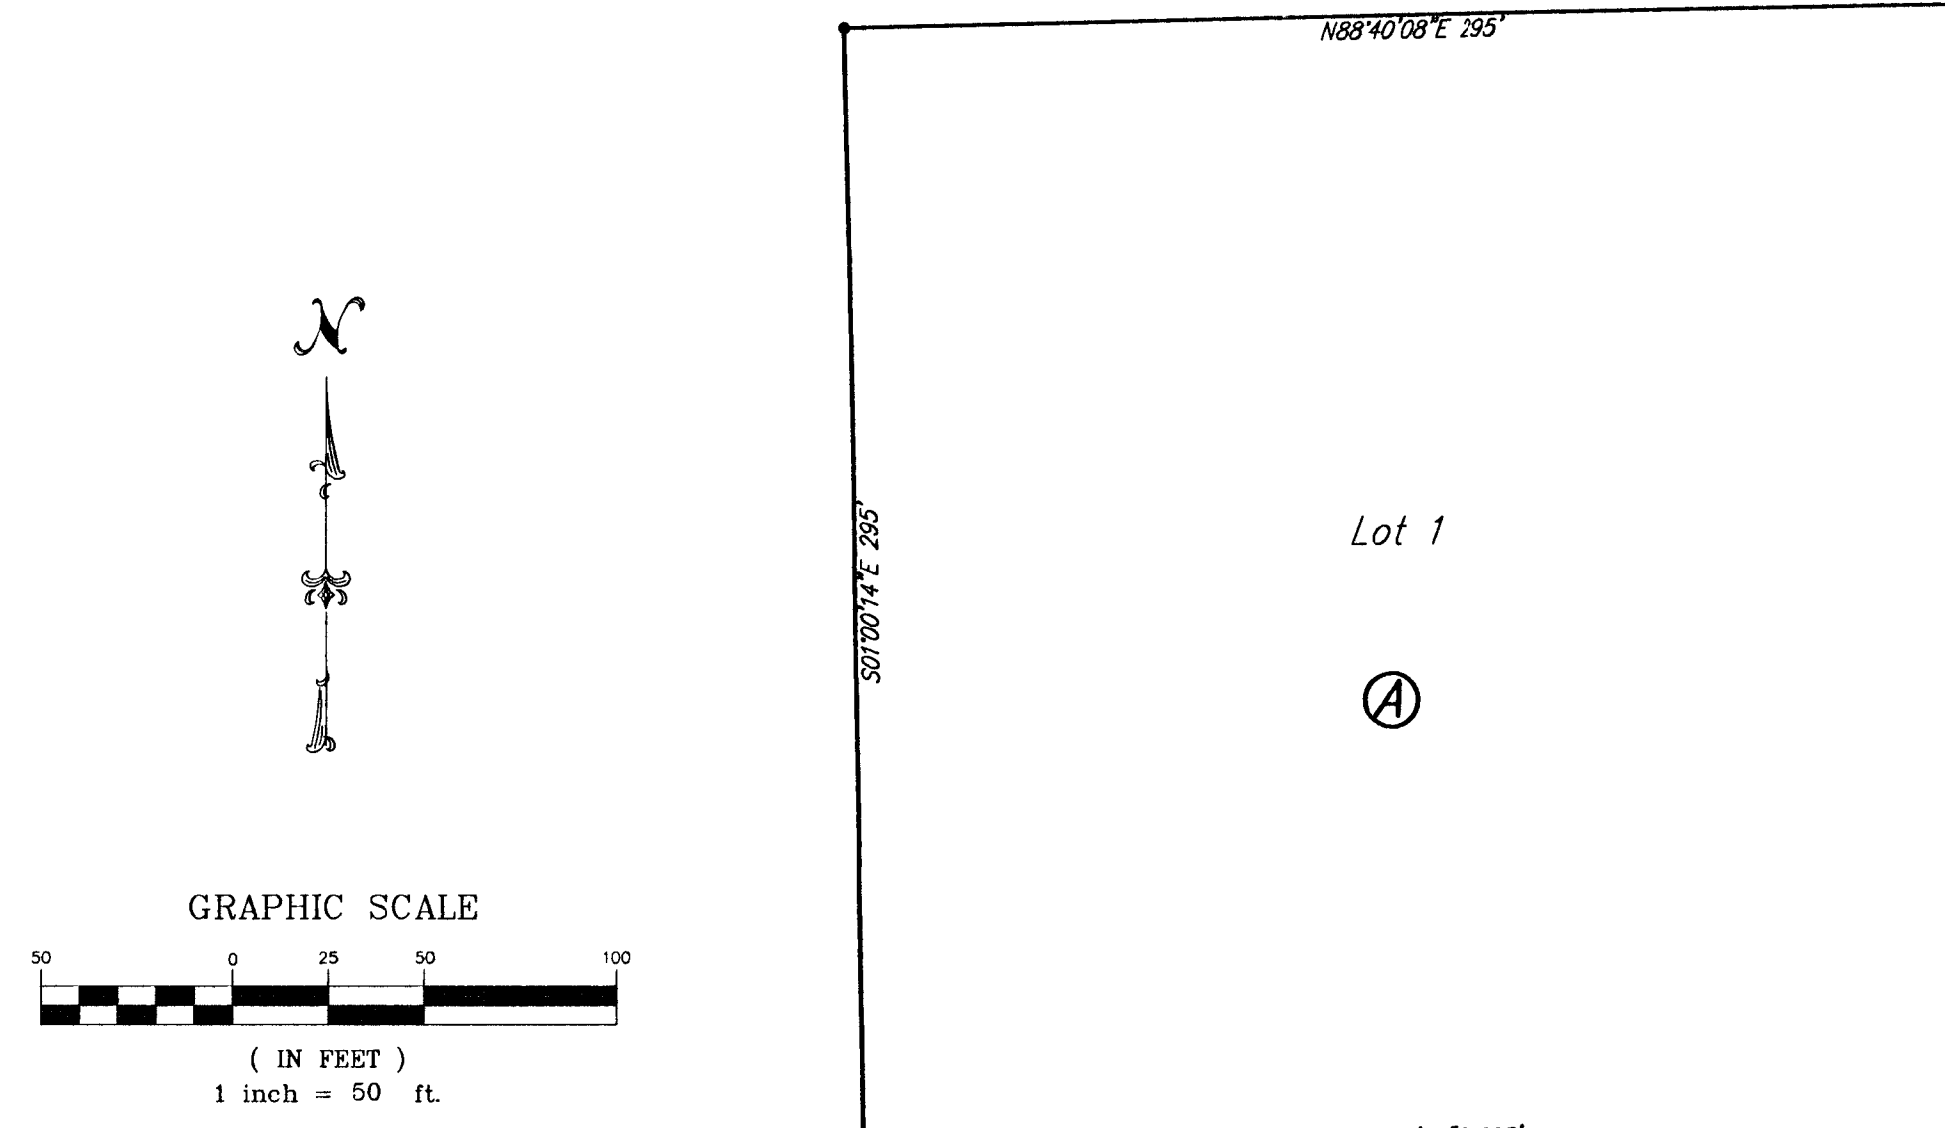 N88°40'08"E 295'
N
S01°00'14"E 295'
Lot 1
A
GRAPHIC SCALE
50 0 25 50 100
( IN FEET )
1 inch = 50 ft.